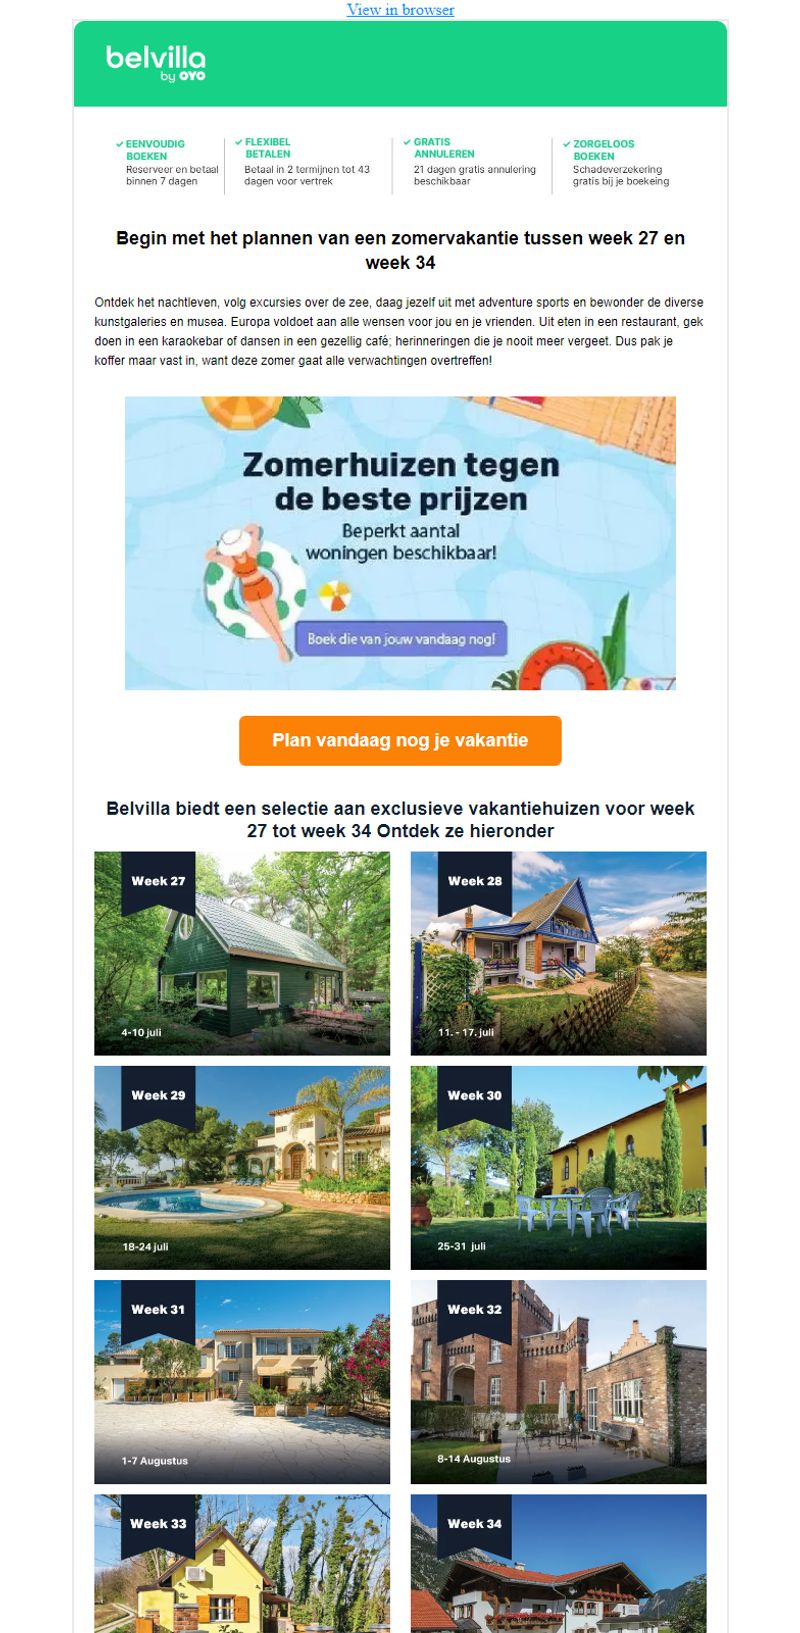 View in browser
belvilla
by OYO
EENVOUDIG
BOEKEN
Reserveer en betaal
binnen 7 dagen
FLEXIBEL
BETALEN
Betaal in 2 termijnen tot 43
dagen voor vertrek
GRATIS
ANNULEREN
21 dagen gratis annulering
beschikbaar
ZORGELOOS
BOEKEN
Schadeverzekering
gratis bij je boekeing
Begin met het plannen van een zomervakantie tussen week 27 en
week 34
Ontdek het nachtleven, volg excursies over de zee, daag jezelf uit met adventure sports en bewonder de diverse
kunstgaleries en musea. Europa voldoet aan alle wensen voor jou en je vrienden. Uit eten in een restaurant, gek
doen in een karaokebar of dansen in een gezellig café; herinneringen die je nooit meer vergeet. Dus pak je
koffer maar vast in, want deze zomer gaat alle verwachtingen overtreffen!
Zomerhuizen tegen
de beste prijzen
Beperkt aantal
woningen beschikbaar!
Boek die van jouw vandaag nog!
Plan vandaag nog je vakantie
Belvilla biedt een selectie aan exclusieve vakantiehuizen voor week
27 tot week 34 Ontdek ze hieronder
Week 27
4-10 juli
Week 28
11. - 17. juli
Week 29
18-24 juli
Week 30
25-31 juli
Week 31
1-7 Augustus
Week 32
8-14 Augustus
Week 33
Week 34